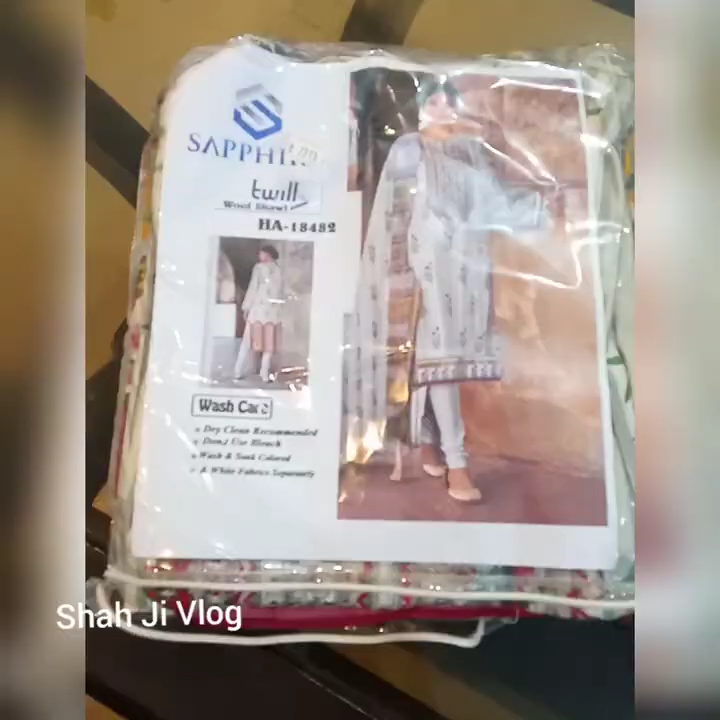 SAPPHIR
twill
Wool Shawl
HA-18482
Wash Care
Dry Clean Recommended
Don,t Use Bleach
Wash & Soak Colored
& White Fabrics Separately
Shah Ji Vlog